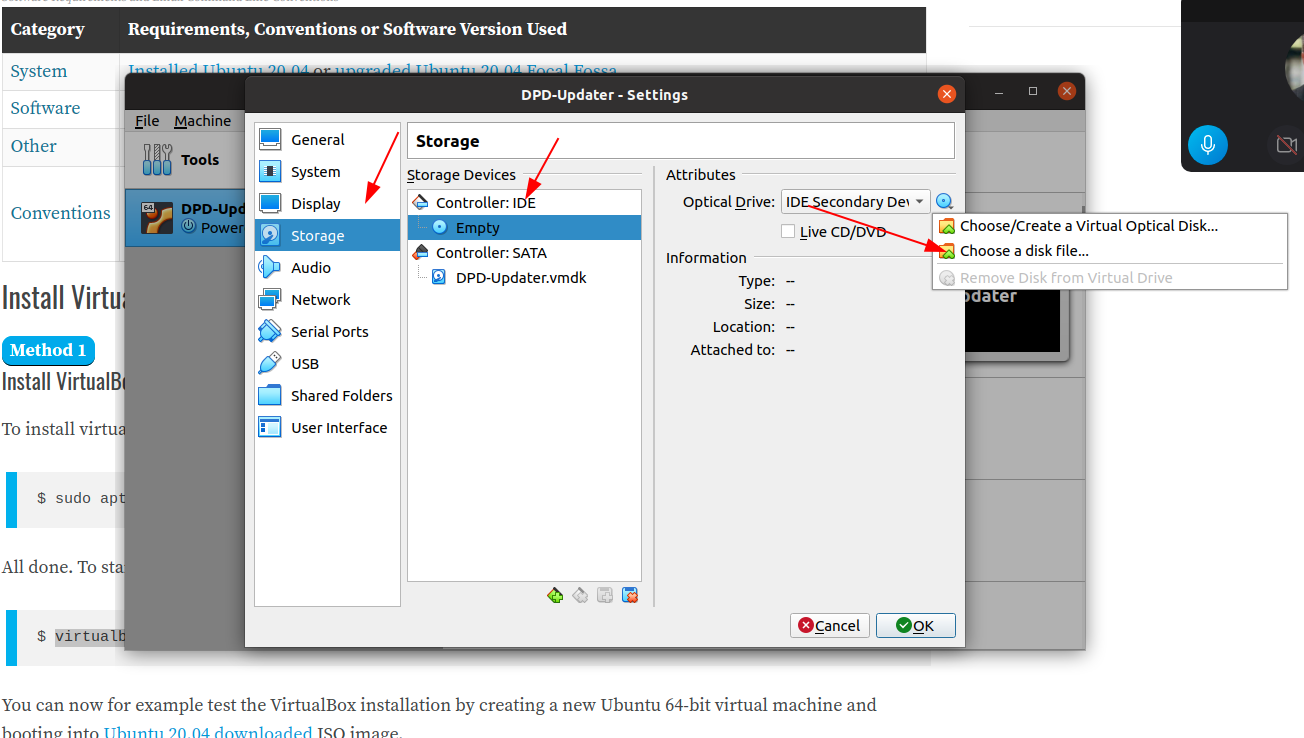 Category Requirements, Conventions or Software Version Used
System Installed Ubuntu 20.04 or upgraded Ubuntu 20.04 Focal Fossa
Software
Other
Conventions
Install Virtua
Method 1
Install VirtualBo
To install virtua
$ sudo apt
All done. To sta
$ virtualb
You can now for example test the VirtualBox installation by creating a new Ubuntu 64-bit virtual machine and
booting into Ubuntu 20.04 downloaded ISO image.
File Machine
Tools
64
DPD-Upd
Power
DPD-Updater - Settings
General
System
Display
Storage
Audio
Network
Serial Ports
USB
Shared Folders
User Interface
Storage
Storage Devices
Controller: IDE
Empty
Controller: SATA
DPD-Updater.vmdk
Attributes
Optical Drive: IDE Secondary Dev
Live CD/DVD
Information
Type: --
Size: --
Location: --
Attached to: --
Choose/Create a Virtual Optical Disk...
Choose a disk file...
Remove Disk from Virtual Drive
pdater
Cancel OK